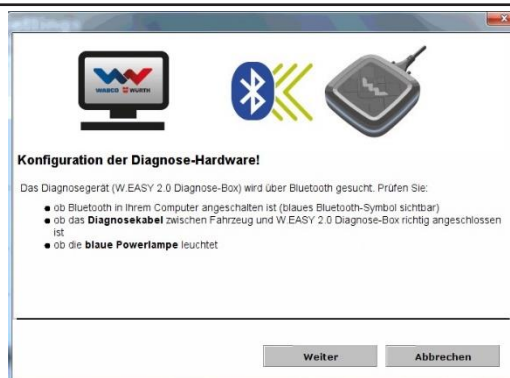 ettings
WABCO WÜRTH
Konfiguration der Diagnose-Hardware!
Das Diagnosegerät (W.EASY 2.0 Diagnose-Box) wird über Bluetooth gesucht. Prüfen Sie:
● ob Bluetooth in Ihrem Computer angeschalten ist (blaues Bluetooth-Symbol sichtbar)
● ob das Diagnosekabel zwischen Fahrzeug und W.EASY 2.0 Diagnose-Box richtig angeschlossen
ist
● ob die blaue Powerlampe leuchtet
Weiter Abbrechen